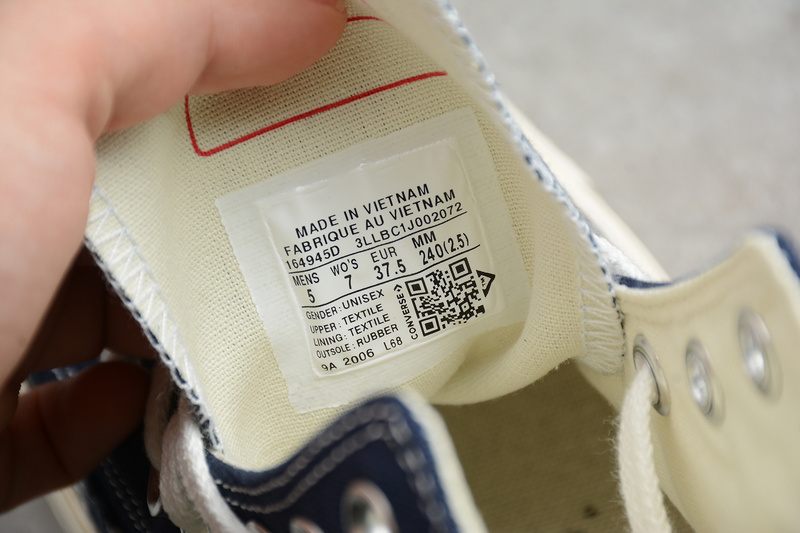 MADE IN VIETNAM
FABRIQUE AU VIETNAM
164945D 3LLBC1J002072
MENS WO'S EUR MM
5 7 37.5 240(2.5)
GENDER: UNISEX
UPPER: TEXTILE
LINING: TEXTILE
OUTSOLE: RUBBER
9A 2006 L68
CONVERSE